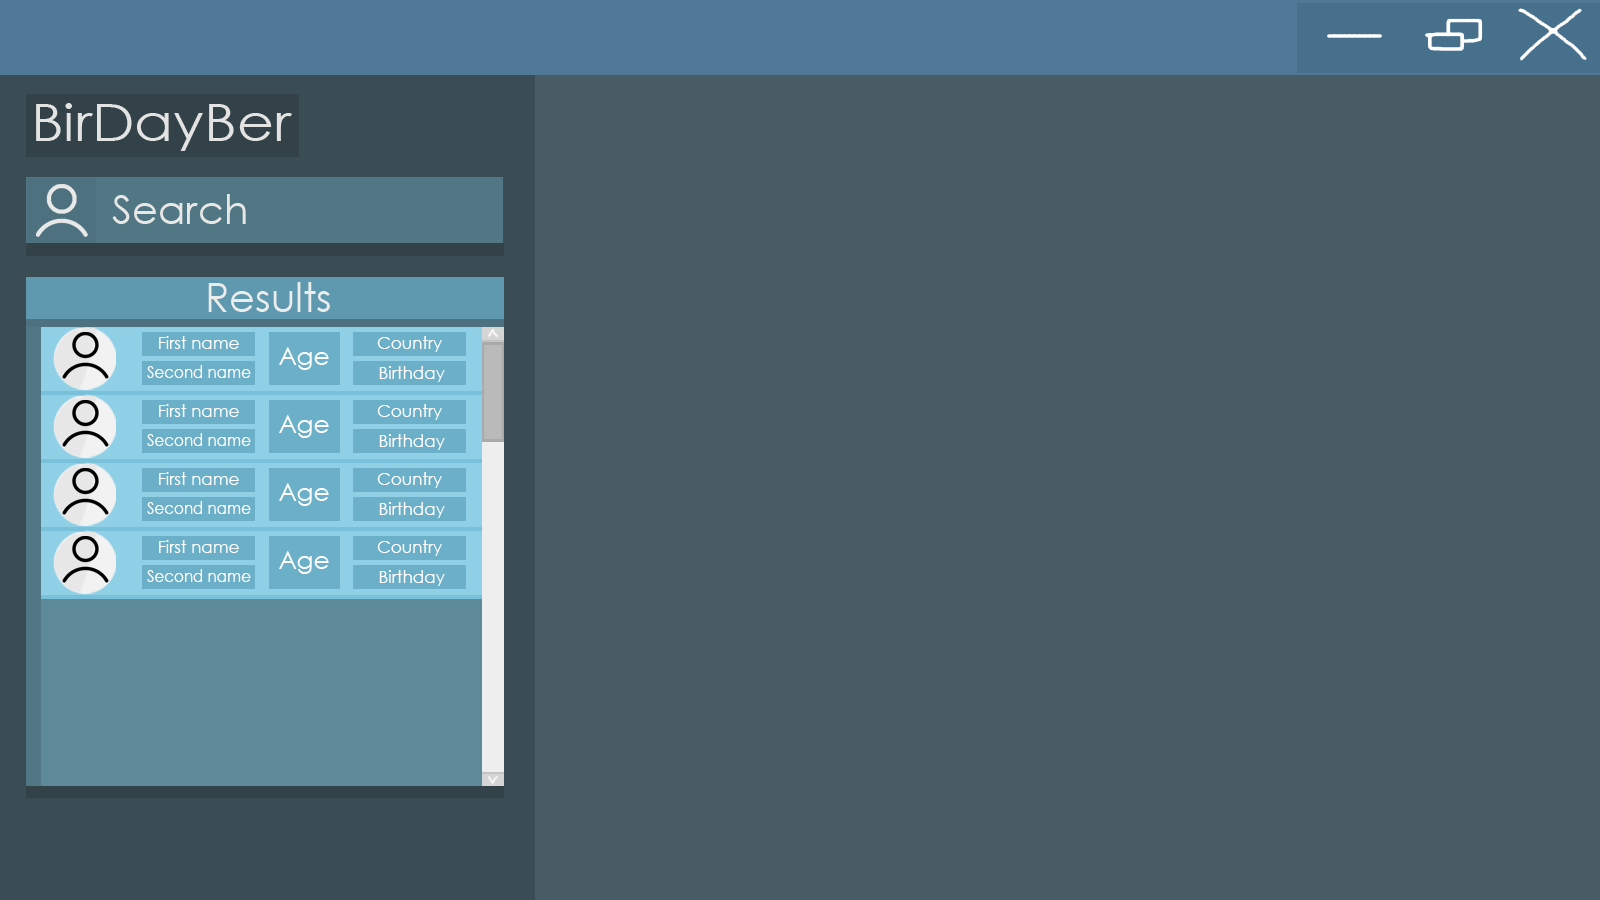 BirDayBer
Search
Results
First name
Second name
Age
Country
Birthday
First name
Second name
Age
Country
Birthday
First name
Second name
Age
Country
Birthday
First name
Second name
Age
Country
Birthday